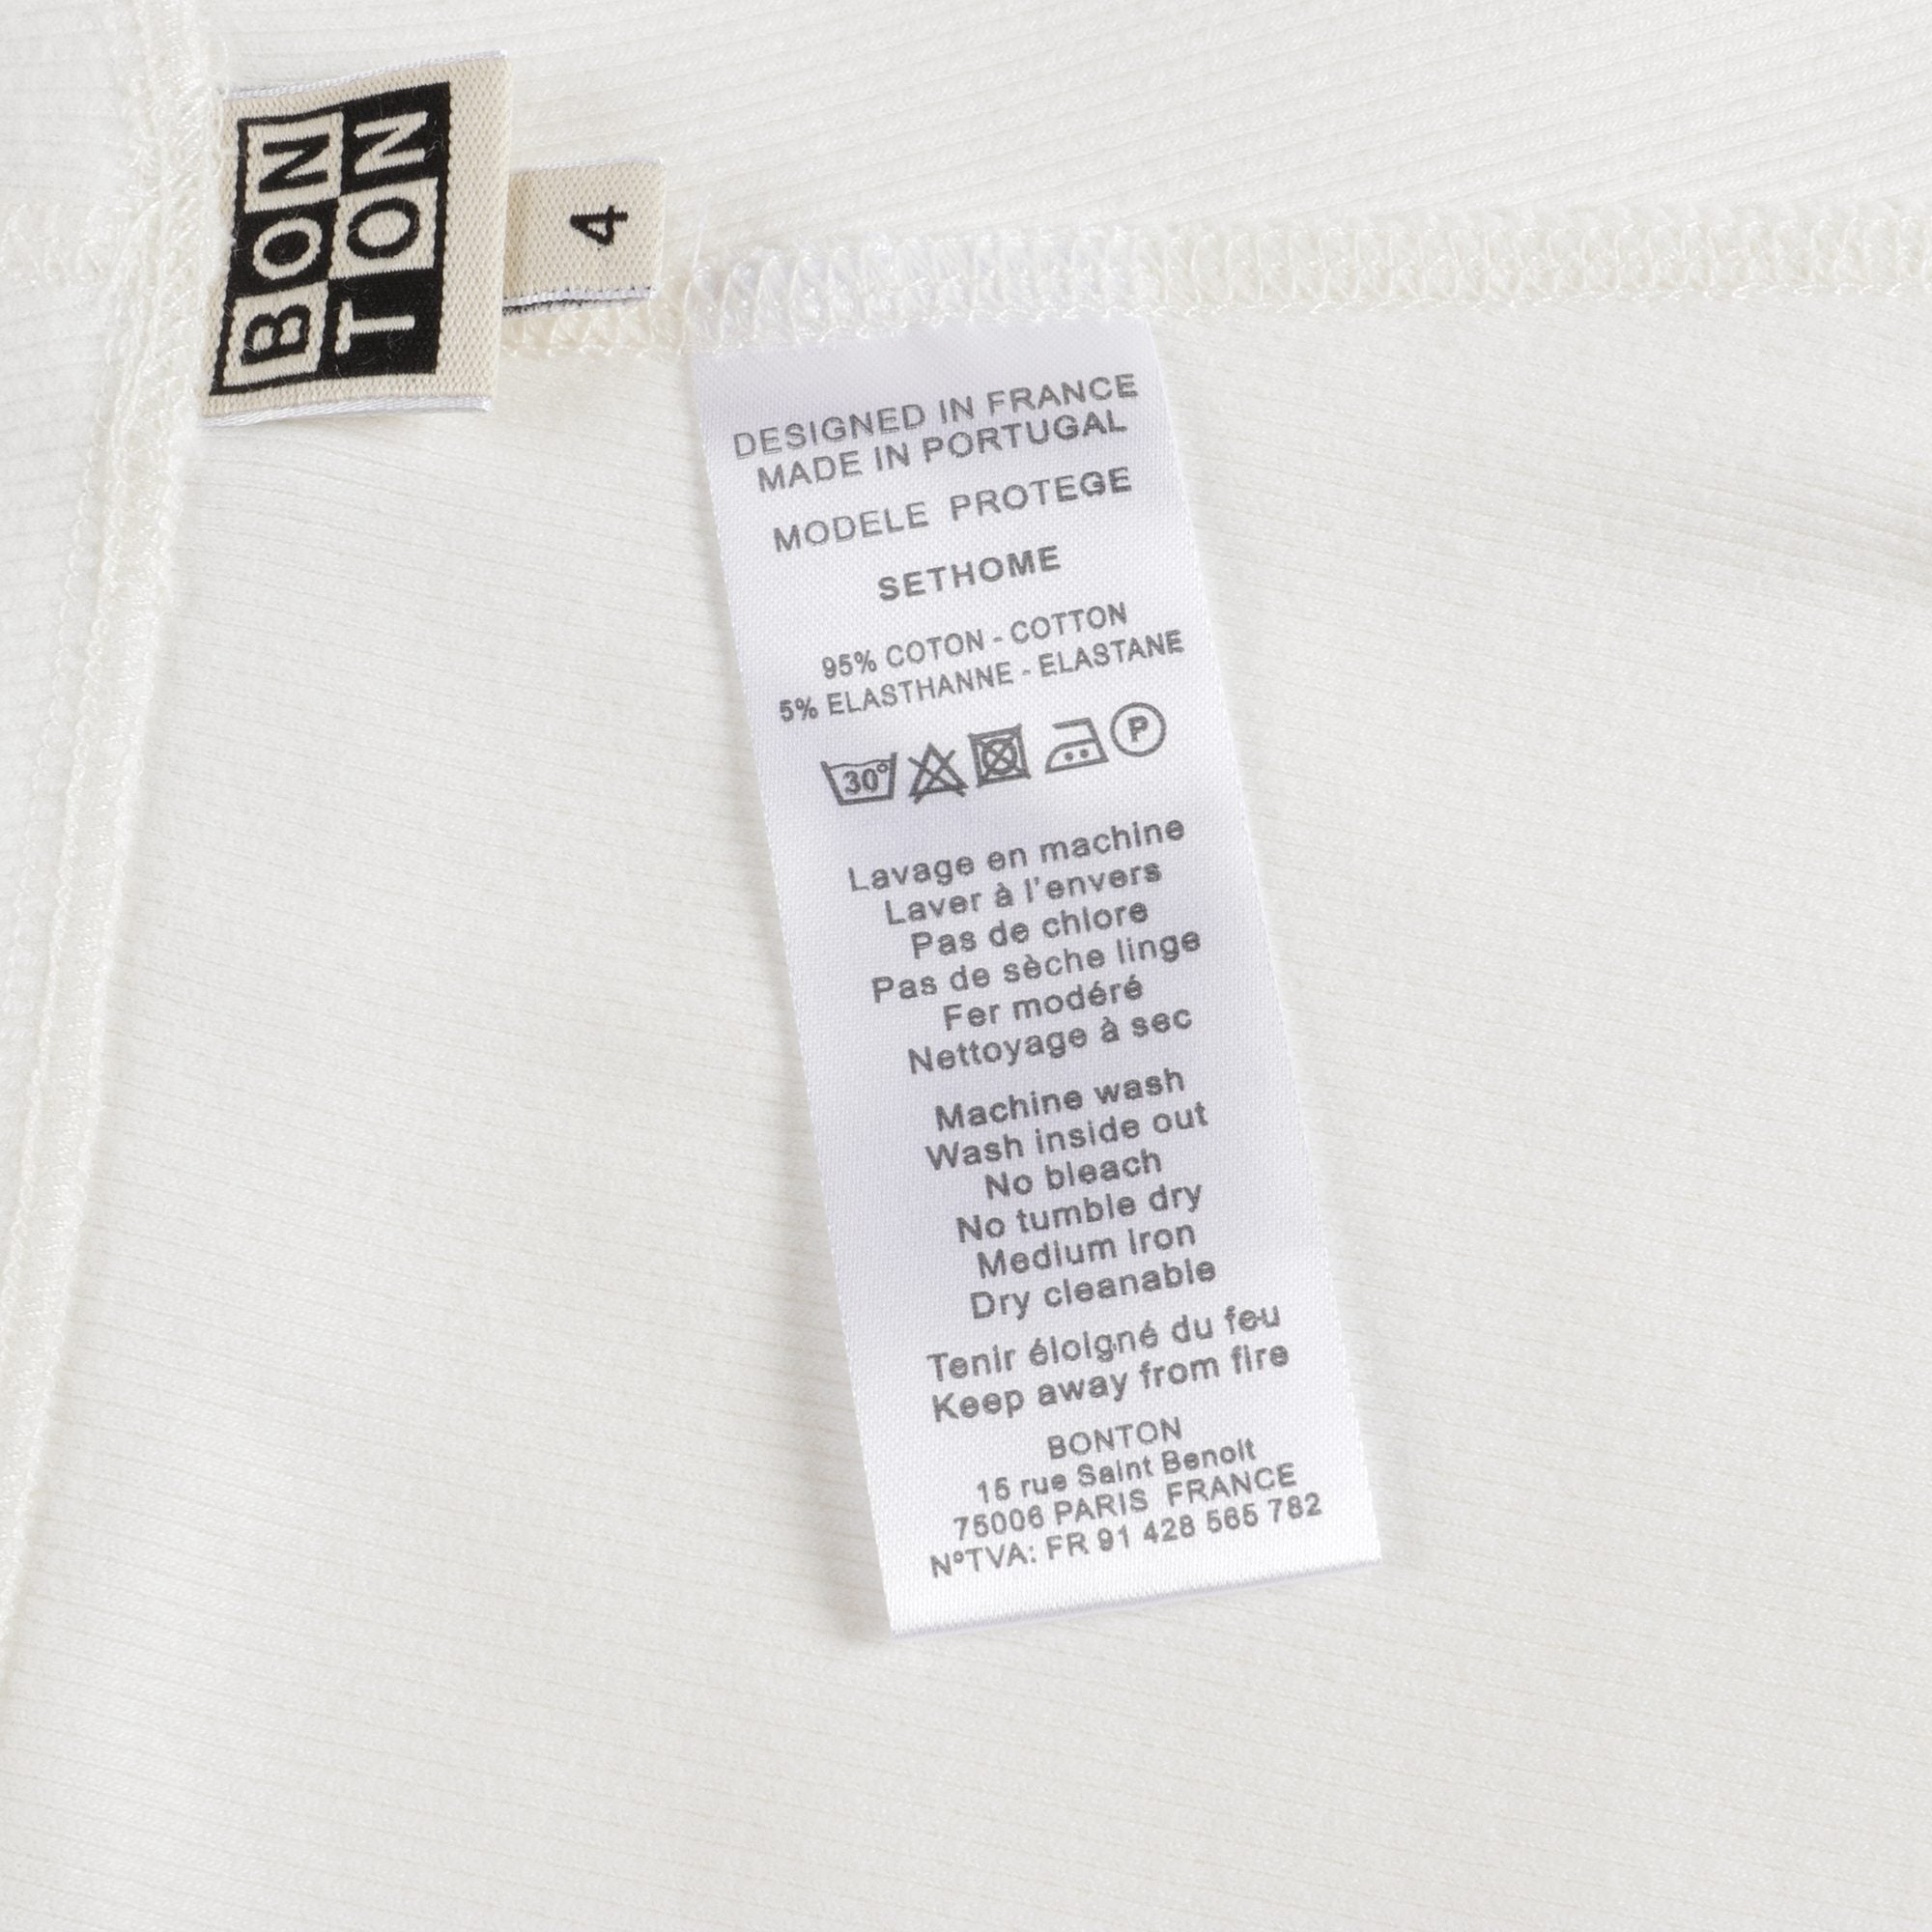 BON
TON
4
DESIGNED IN FRANCE
MADE IN PORTUGAL
MODELE PROTEGE
SETHOME
95% COTON - COTTON
5% ELASTHANNE - ELASTANE
30° P
Lavage en machine
Laver à l'envers
Pas de chlore
Pas de sèche linge
Fer modéré
Nettoyage à sec
Machine wash
Wash inside out
No bleach
No tumble dry
Medium iron
Dry cleanable
Tenir éloigné du feu
Keep away from fire
BONTON
15 rue Saint Benoit
75006 PARIS FRANCE
N°TVA: FR 91 428 565 782